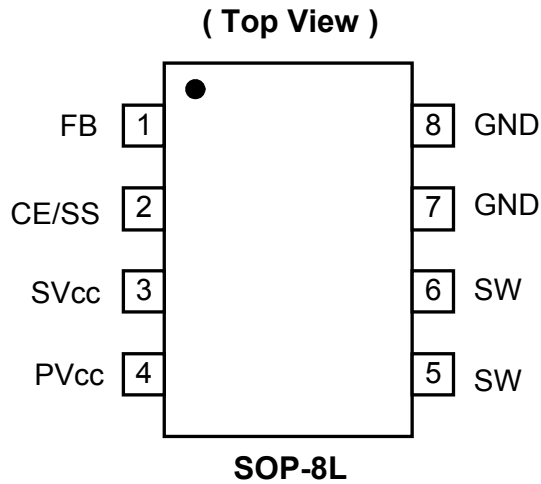 ( Top View )
FB 1 8 GND
CE/SS 2 7 GND
SVcc 3 6 SW
PVcc 4 5 SW
SOP-8L